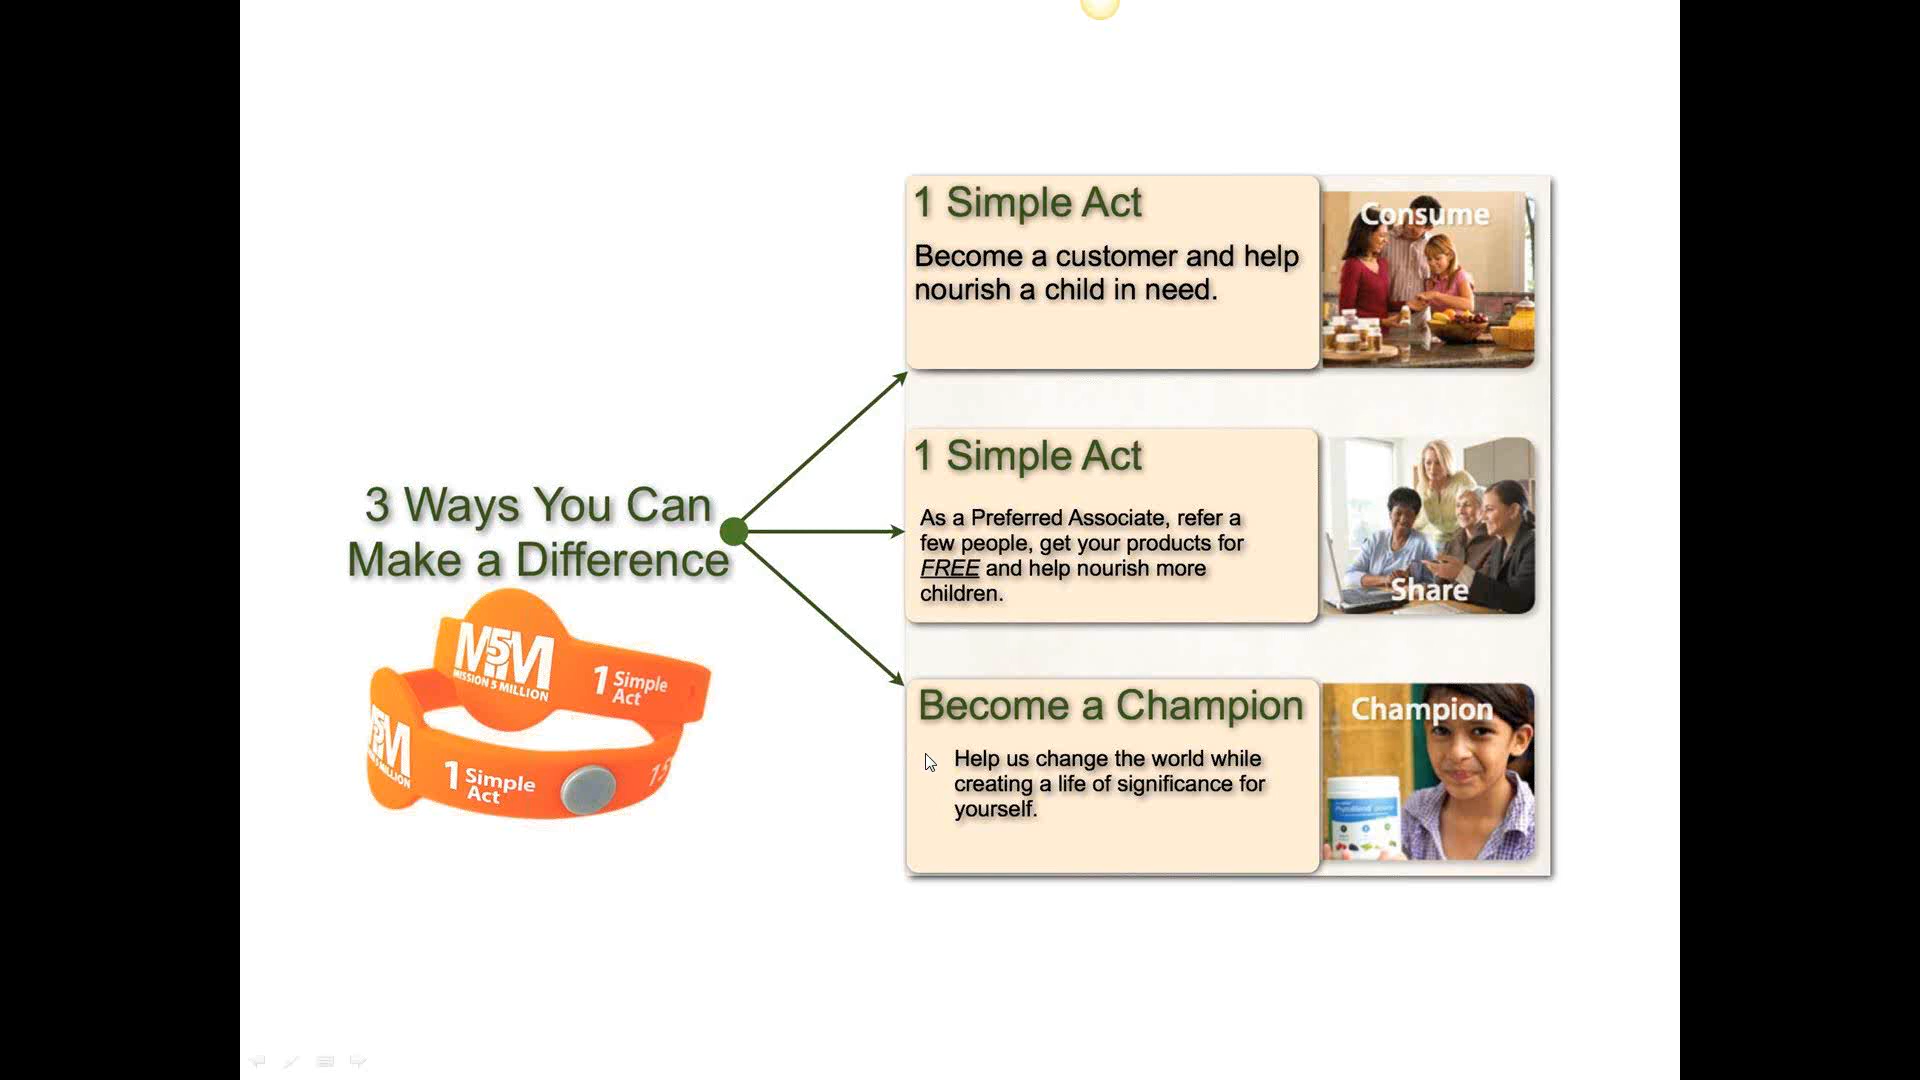 3 Ways You Can
Make a Difference
M5M
MISSION 5 MILLION
1 Simple
Act
M5M
1 Simple
Act
1 Simple Act
Become a customer and help
nourish a child in need.
Consume
1 Simple Act
As a Preferred Associate, refer a
few people, get your products for
FREE and help nourish more
children.
Share
Become a Champion
Help us change the world while
creating a life of significance for
yourself.
Champion